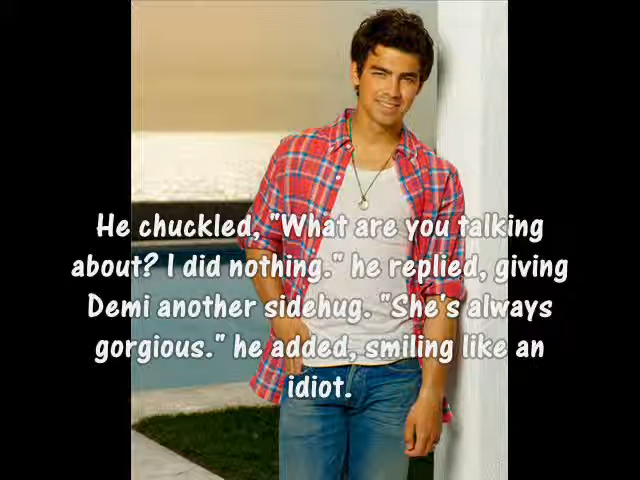 He chuckled, "What are you talking
about? I did nothing." he replied, giving
Demi another sidehug. "She's always
gorgious." he added, smiling like an
idiot.